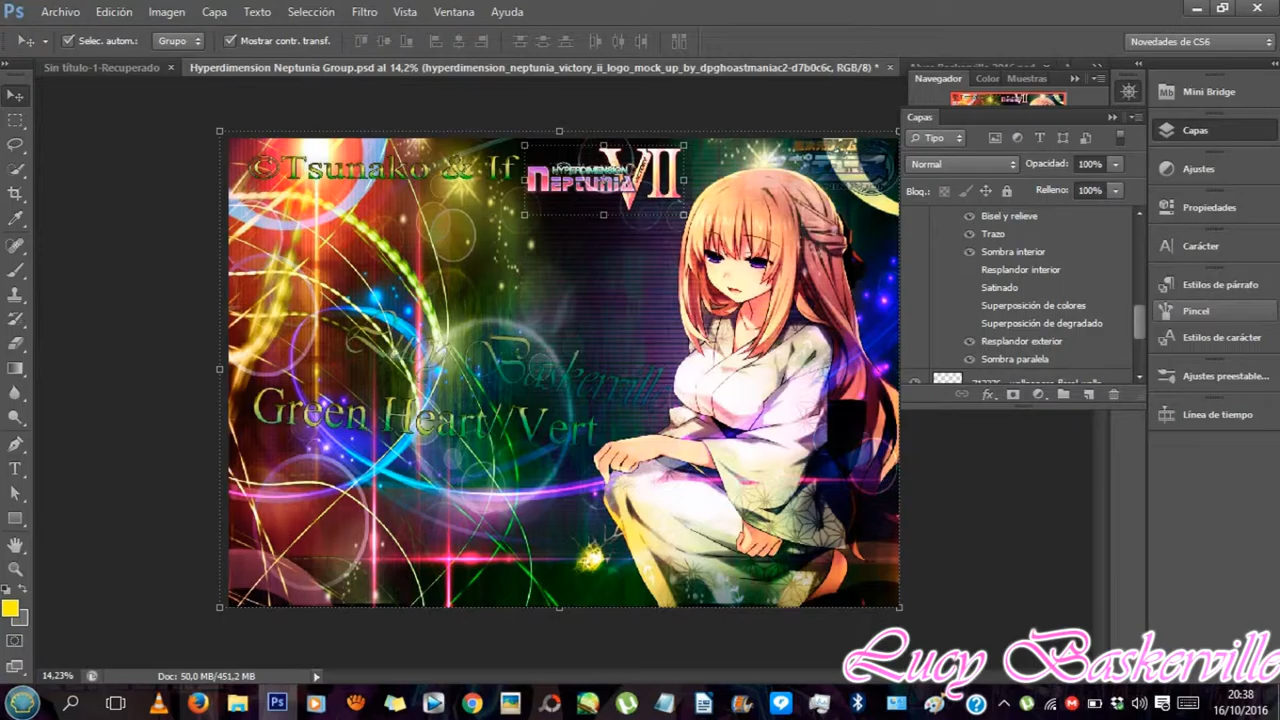 Ps Archivo Edición Imagen Capa Texto Selección Filtro Vista Ventana Ayuda
Selec. autom.: Grupo Mostrar contr. transf. Novedades de CS6
Sin título-1-Recuperado × Hyperdimension Neptunia Group.psd al 14,2% (hyperdimension_neptunia_victory_ii_logo_mock_up_by_dpghoastmaniac2-d7b0c6c, RGB/8) * ×
Navegador Color Muestras
Mb Mini Bridge
Capas
Capas
Tipo
Normal Opacidad: 100%
Ajustes
Bloq.: Relleno: 100%
Propiedades
Bisel y relieve
Trazo
Sombra interior
Resplandor interior
Satinado
Superposición de colores
Superposición de degradado
Resplandor exterior
Sombra paralela
Carácter
Estilos de párrafo
Pincel
Estilos de carácter
Ajustes preestable...
Línea de tiempo
©Tsunako & If
HYPERDIMENSION
Neptunia VII
Lucy Baskerville
Green Heart//Vert
14,23% Doc: 50,0 MB/451,2 MB
Lucy Baskerville
20:38
16/10/2016